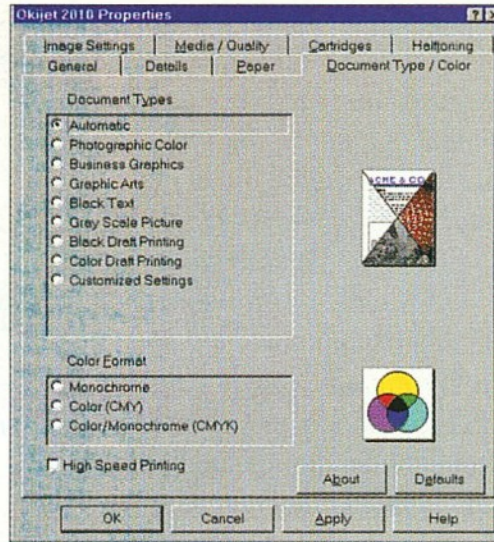 Okijet 2010 Properties
Image Settings Media / Quality Cartridges Halftoning
General Details Paper Document Type / Color
Document Types
Automatic
Photographic Color
Business Graphics
Graphic Arts
Black Text
Gray Scale Picture
Black Draft Printing
Color Draft Printing
Customized Settings
ACME & CO.
Color Format
Monochrome
Color (CMY)
Color/Monochrome (CMYK)
High Speed Printing
About Defaults
OK Cancel Apply Help